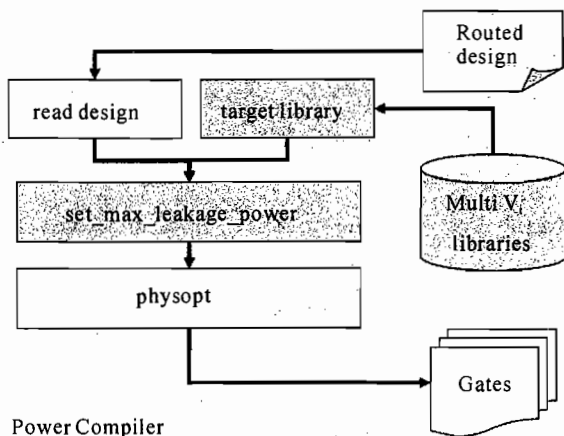 Routed
design
read design
target library
set_max_leakage_power
Multi Vt
libraries
physopt
Gates
Power Compiler